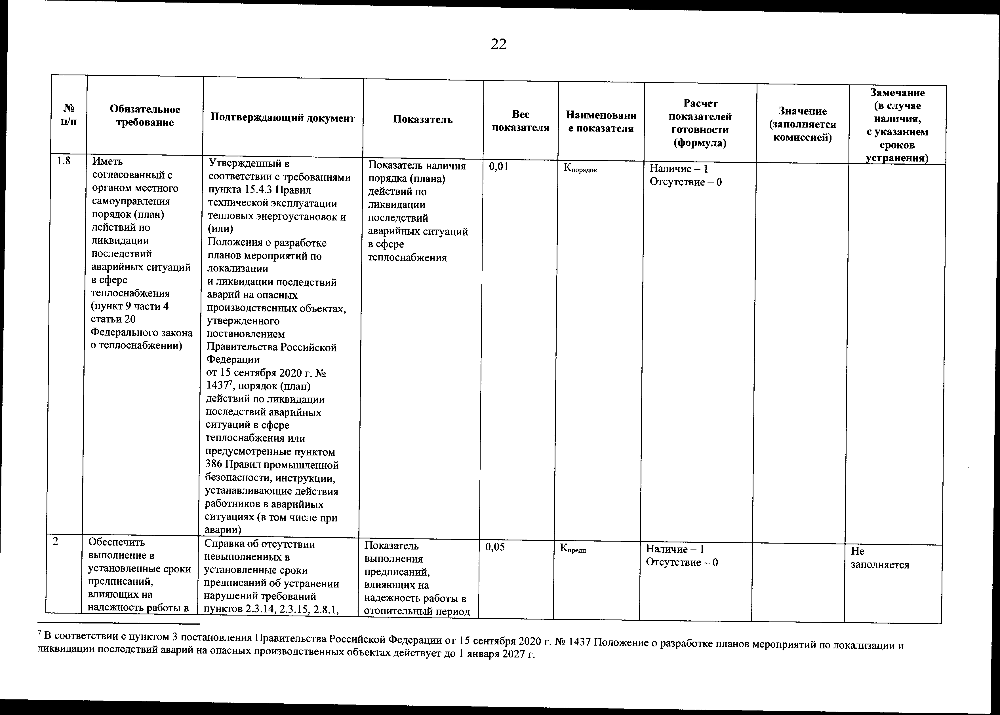 22
№
п/п
Обязательное
требование
Подтверждающий документ
Показатель
Вес
показателя
Наименовани
е показателя
Расчет
показателей
готовности
(формула)
Значение
(заполняется
комиссией)
Замечание
(в случае
наличия,
с указанием
сроков
устранения)
1.8
Иметь
согласованный с
органом местного
самоуправления
порядок (план)
действий по
ликвидации
последствий
аварийных ситуаций
в сфере
теплоснабжения
(пункт 9 части 4
статьи 20
Федерального закона
о теплоснабжении)
Утвержденный в
соответствии с требованиями
пункта 15.4.3 Правил
технической эксплуатации
тепловых энергоустановок и
(или)
Положения о разработке
планов мероприятий по
локализации
и ликвидации последствий
аварий на опасных
производственных объектах,
утвержденного
постановлением
Правительства Российской
Федерации
от 15 сентября 2020 г. №
1437⁷, порядок (план)
действий по ликвидации
последствий аварийных
ситуаций в сфере
теплоснабжения или
предусмотренные пунктом
386 Правил промышленной
безопасности, инструкции,
устанавливающие действия
работников в аварийных
ситуациях (в том числе при
аварии)
Показатель наличия
порядка (плана)
действий по
ликвидации
последствий
аварийных ситуаций
в сфере
теплоснабжения
0,01
Кпорядок
Наличие – 1
Отсутствие – 0
2
Обеспечить
выполнение в
установленные сроки
предписаний,
влияющих на
надежность работы в
Справка об отсутствии
невыполненных в
установленные сроки
предписаний об устранении
нарушений требований
пунктов 2.3.14, 2.3.15, 2.8.1,
Показатель
выполнения
предписаний,
влияющих на
надежность работы в
отопительный период
0,05
Кпредп
Наличие – 1
Отсутствие – 0
Не
заполняется
⁷ В соответствии с пунктом 3 постановления Правительства Российской Федерации от 15 сентября 2020 г. № 1437 Положение о разработке планов мероприятий по локализации и
ликвидации последствий аварий на опасных производственных объектах действует до 1 января 2027 г.